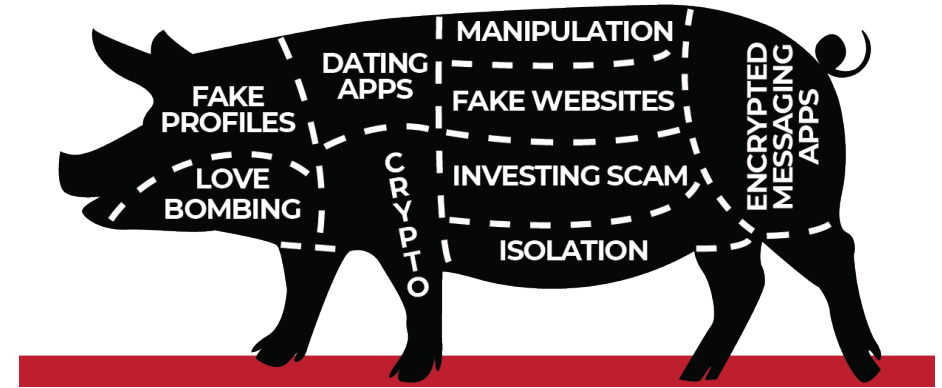 FAKE
PROFILES
LOVE
BOMBING
DATING
APPS
CRYPTO
MANIPULATION
FAKE WEBSITES
INVESTING SCAM
ISOLATION
ENCRYPTED
MESSAGING
APPS